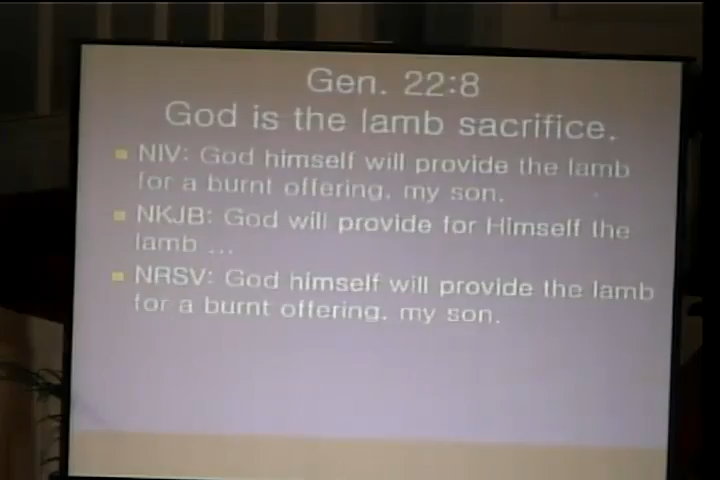 Gen. 22:8
God is the lamb sacrifice.
NIV: God himself will provide the lamb
for a burnt offering. my son.
NKJB: God will provide for Himself the
lamb ...
NRSV: God himself will provide the lamb
for a burnt offering. my son.